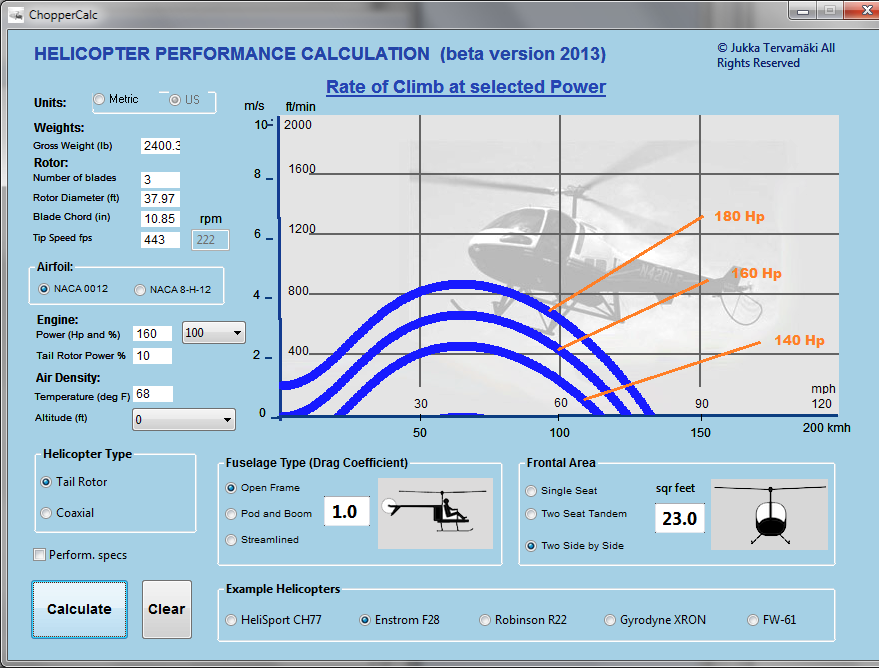 ChopperCalc
HELICOPTER PERFORMANCE CALCULATION (beta version 2013)
© Jukka Tervamäki All
Rights Reserved
Rate of Climb at selected Power
Units:
Metric
US
m/s
ft/min
Weights:
Gross Weight (lb)
2400.3
Rotor:
Number of blades
3
Rotor Diameter (ft)
37.97
Blade Chord (in)
10.85
rpm
Tip Speed fps
443
222
Airfoil:
NACA 0012
NACA 8-H-12
Engine:
Power (Hp and %)
160
100
Tail Rotor Power %
10
Air Density:
Temperature (deg F)
68
Altitude (ft)
0
10
8
6
4
2
0
2000
1600
1200
800
400
180 Hp
160 Hp
140 Hp
N420
mph
30
60
90
120
50
100
150
200 kmh
Helicopter Type
Tail Rotor
Coaxial
Perform. specs
Calculate
Clear
Fuselage Type (Drag Coefficient)
Open Frame
Pod and Boom
Streamlined
1.0
Frontal Area
Single Seat
Two Seat Tandem
Two Side by Side
sqr feet
23.0
Example Helicopters
HeliSport CH77
Enstrom F28
Robinson R22
Gyrodyne XRON
FW-61